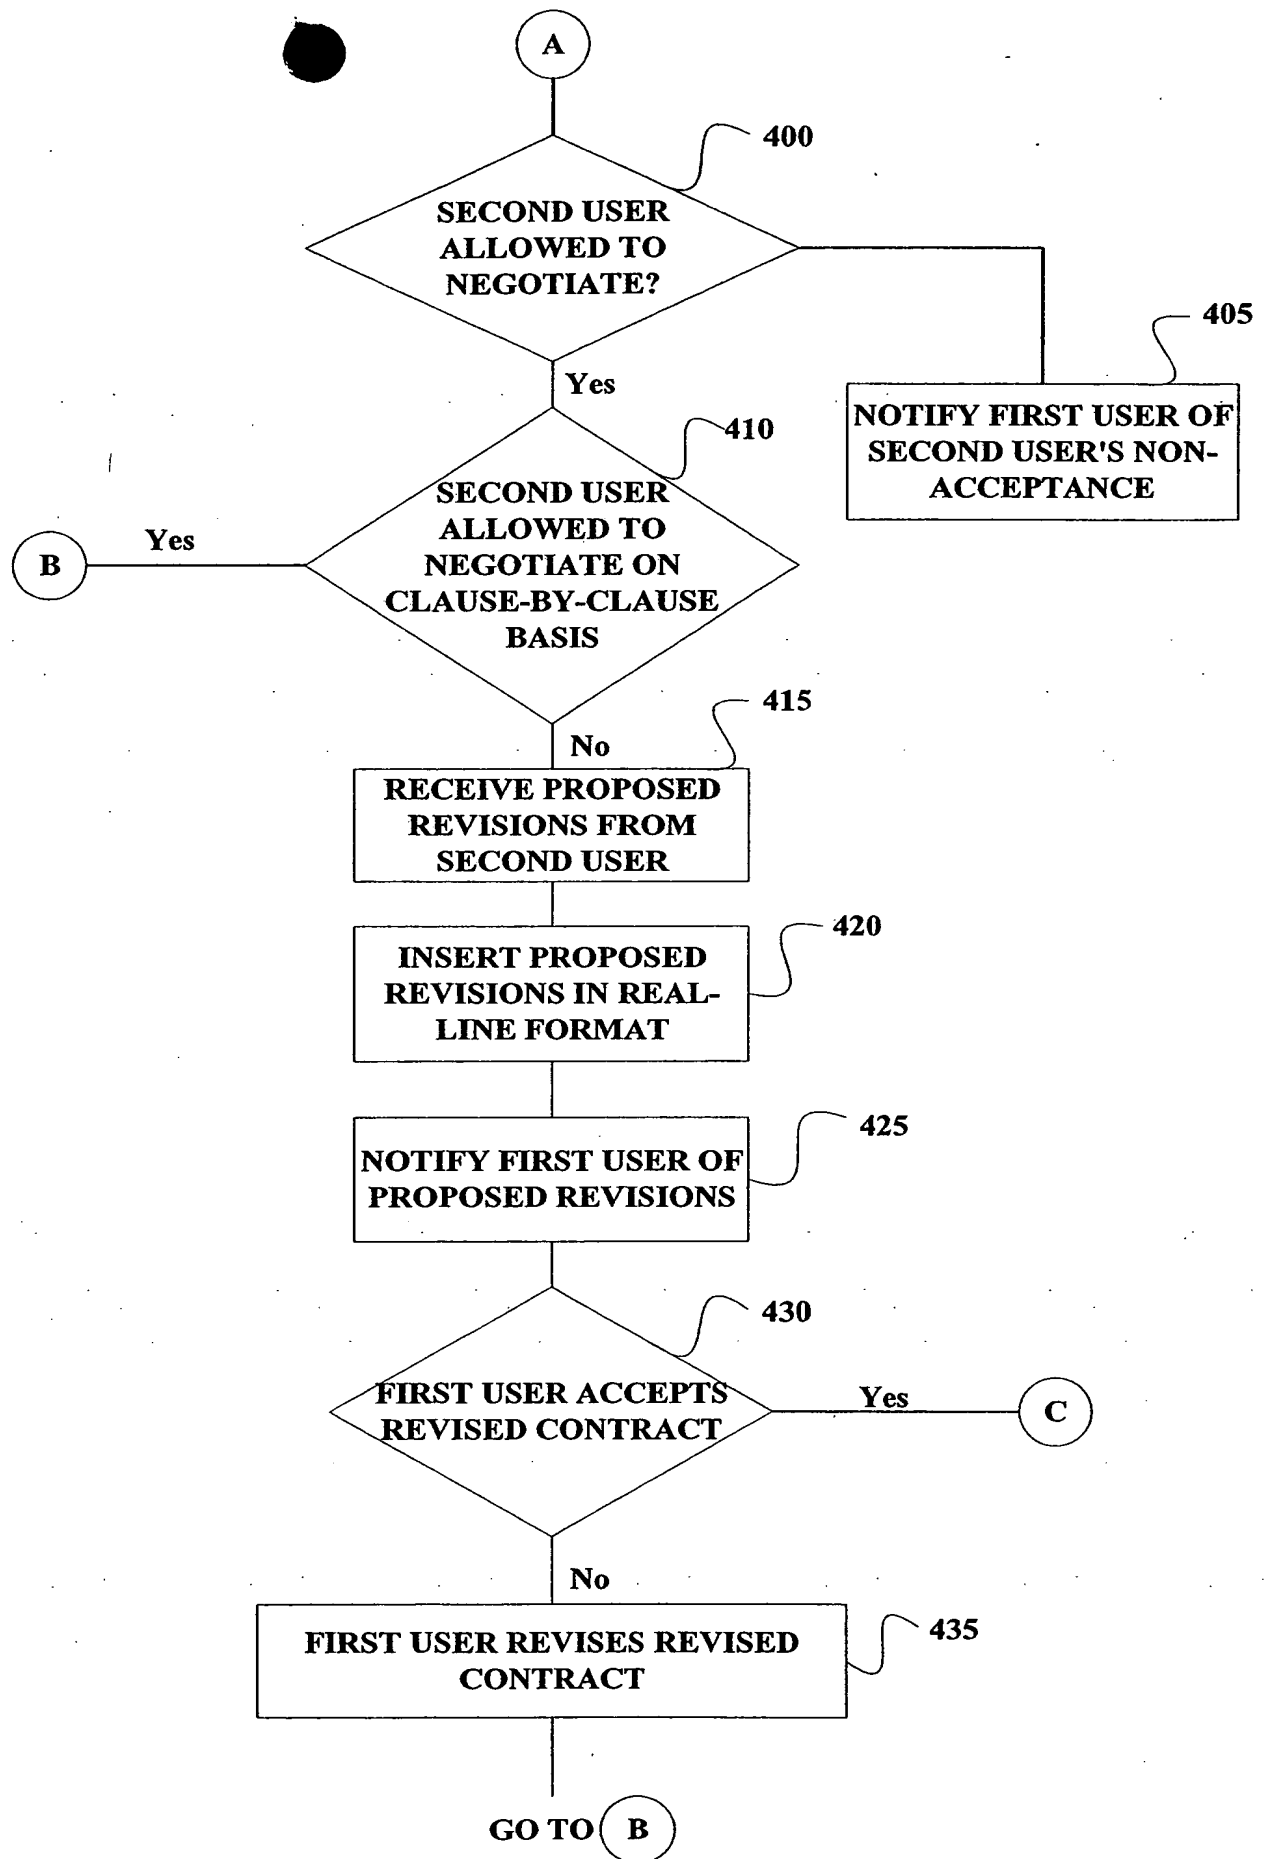 A
400
SECOND USER
ALLOWED TO
NEGOTIATE?
405
Yes
NOTIFY FIRST USER OF
SECOND USER'S NON-
ACCEPTANCE
410
SECOND USER
ALLOWED TO
NEGOTIATE ON
CLAUSE-BY-CLAUSE
BASIS
Yes
B
415
No
RECEIVE PROPOSED
REVISIONS FROM
SECOND USER
420
INSERT PROPOSED
REVISIONS IN REAL-
LINE FORMAT
425
NOTIFY FIRST USER OF
PROPOSED REVISIONS
430
FIRST USER ACCEPTS
REVISED CONTRACT
Yes
C
No
435
FIRST USER REVISES REVISED
CONTRACT
GO TO B